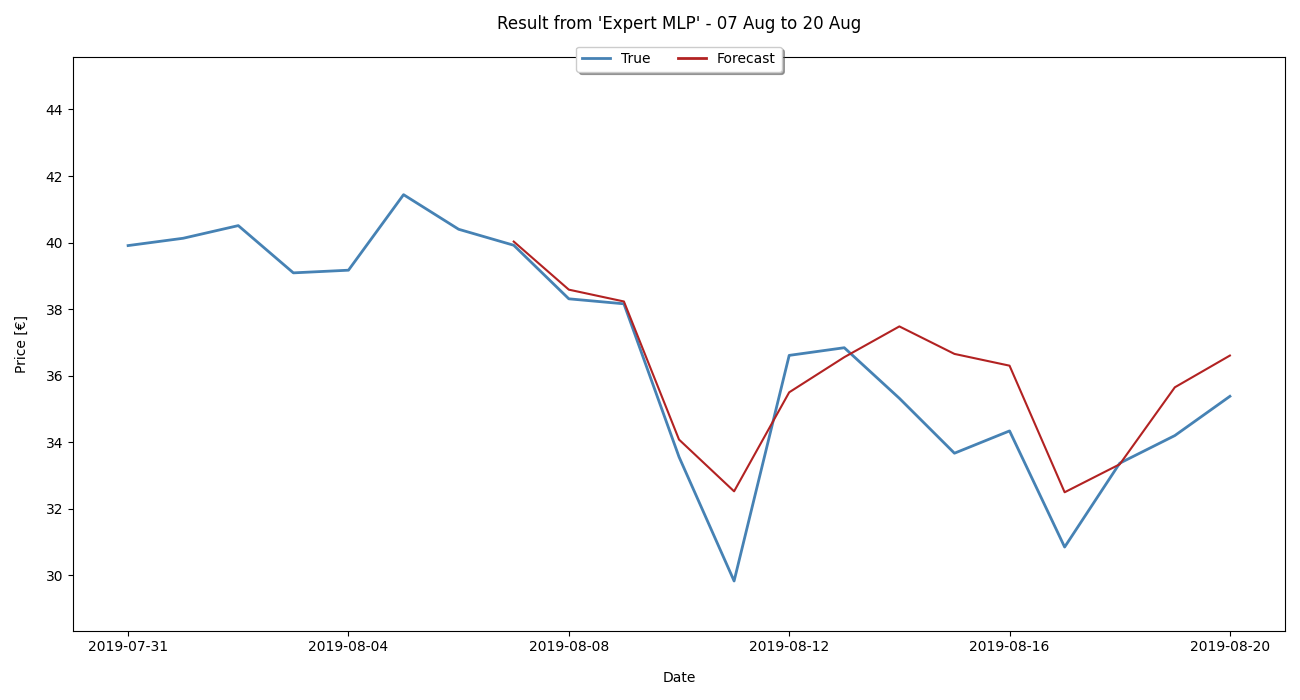 Result from 'Expert MLP' - 07 Aug to 20 Aug
True Forecast
44
42
40
38
36
34
32
30
Price [€]
2019-07-31 2019-08-04 2019-08-08 2019-08-12 2019-08-16 2019-08-20
Date